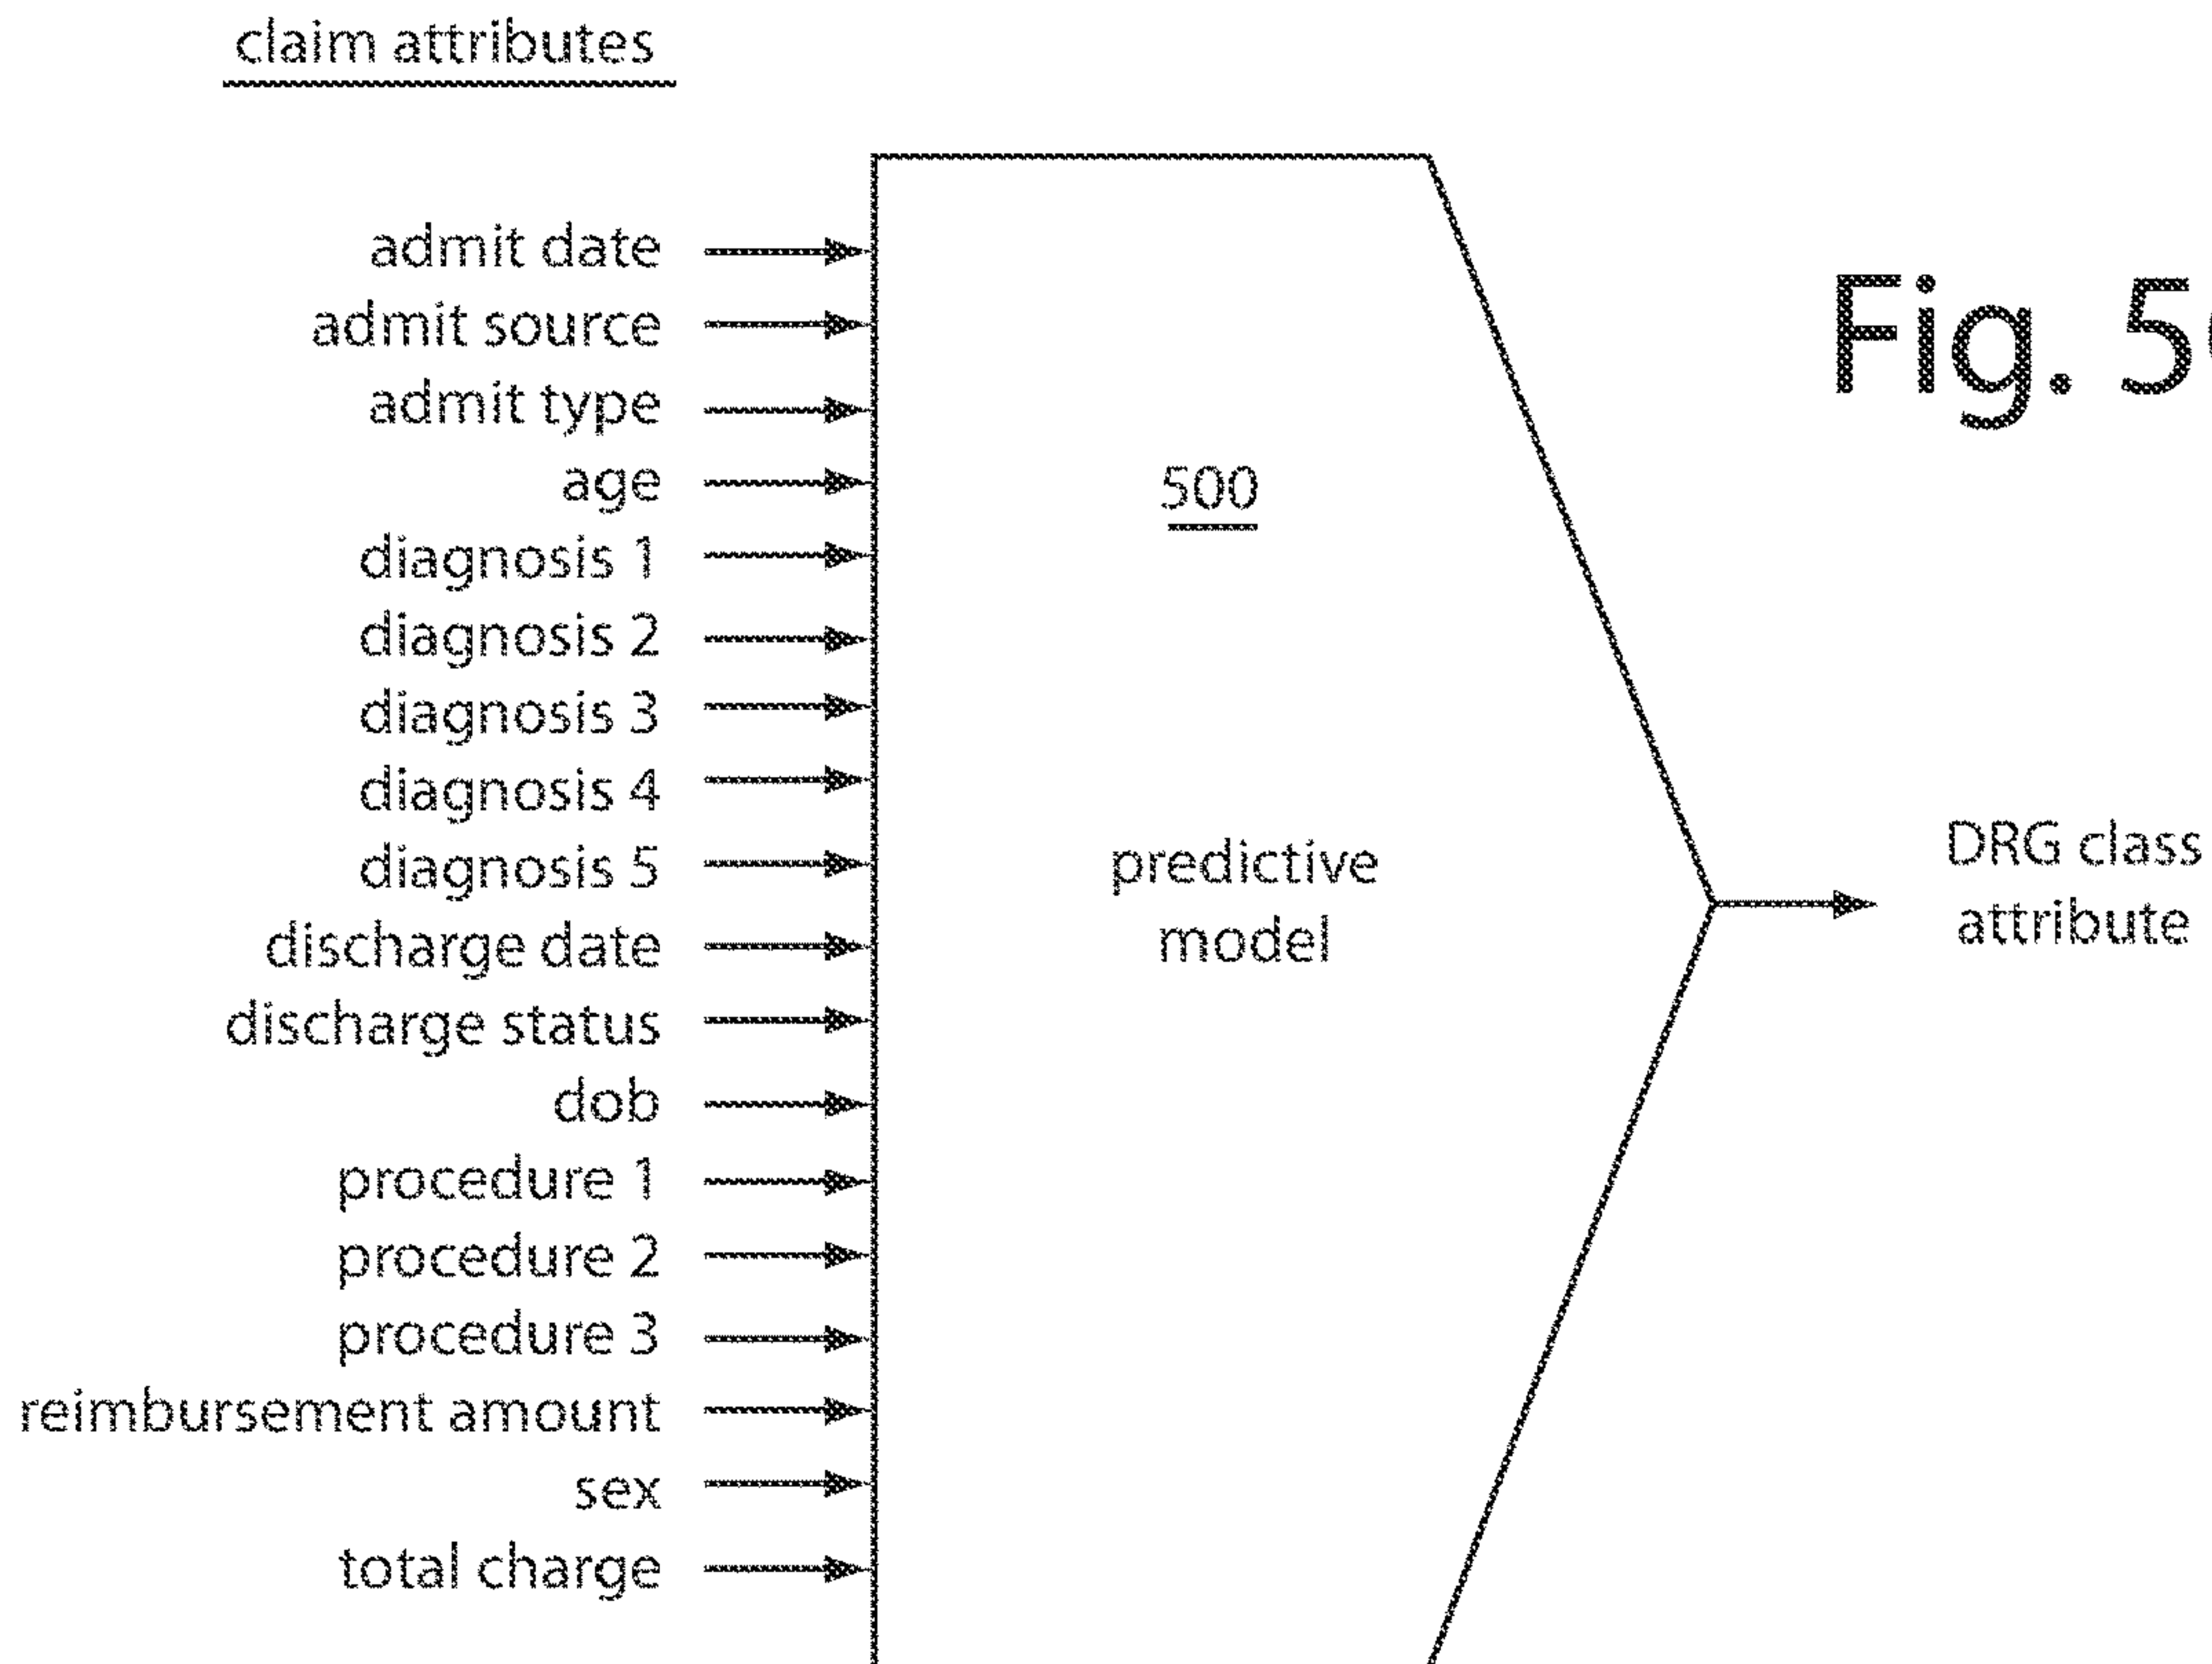 claim attributes
admit date
admit source
admit type
age
diagnosis 1
diagnosis 2
diagnosis 3
diagnosis 4
diagnosis 5
discharge date
discharge status
dob
procedure 1
procedure 2
procedure 3
reimbursement amount
sex
total charge
500
predictive
model
Fig.
DRG class
attribute